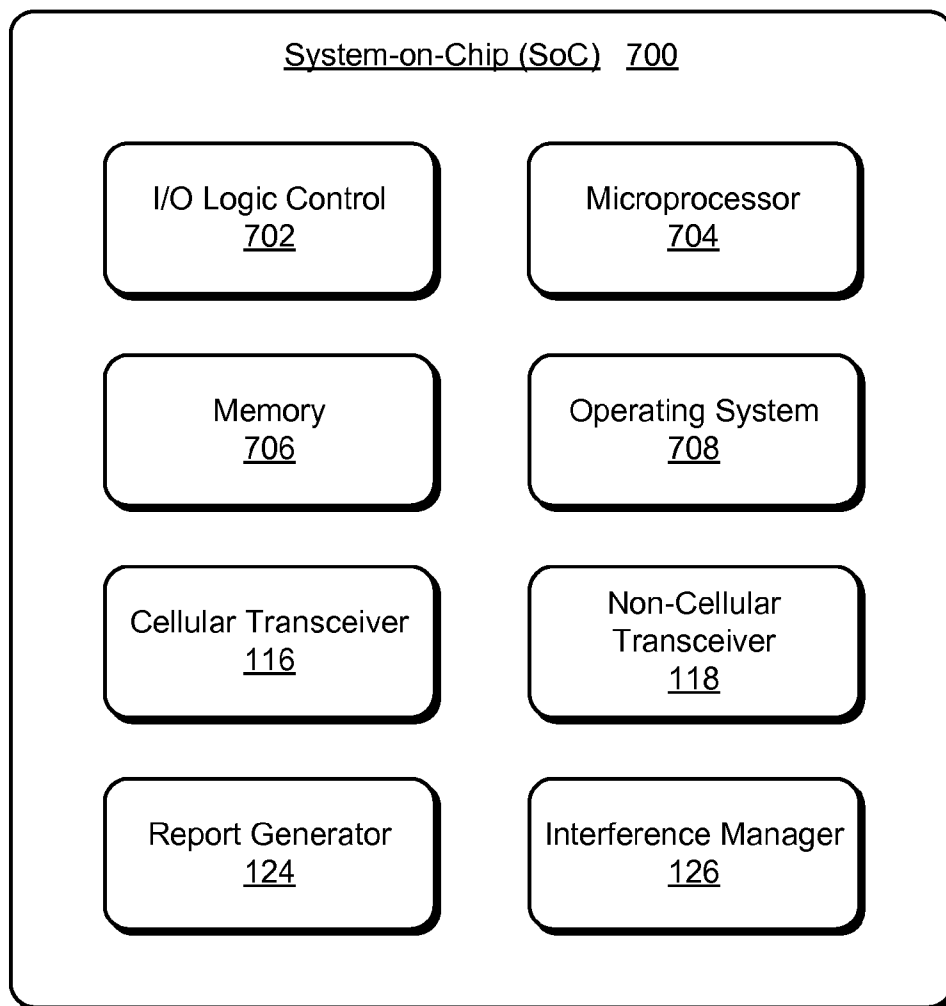 System-on-Chip (SoC) 700
I/O Logic Control
702
Microprocessor
704
Memory
706
Operating System
708
Cellular Transceiver
116
Non-Cellular
Transceiver
118
Report Generator
124
Interference Manager
126